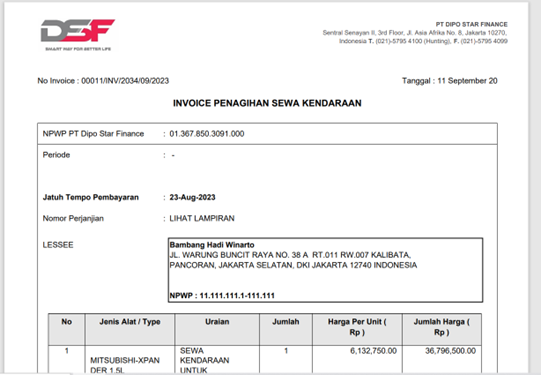 DSF
SMART WAY FOR BETTER LIFE
PT DIPO STAR FINANCE
Sentral Senayan II, 3rd Floor, Jl. Asia Afrika No. 8, Jakarta 10270,
Indonesia T. (021)-5795 4100 (Hunting), F. (021)-5795 4099
No Invoice : 00011/INV/2034/09/2023
Tanggal : 11 September 20
INVOICE PENAGIHAN SEWA KENDARAAN
NPWP PT Dipo Star Finance : 01.367.850.3091.000
Periode : -
Jatuh Tempo Pembayaran : 23-Aug-2023
Nomor Perjanjian : LIHAT LAMPIRAN
LESSEE
Bambang Hadi Winarto
JL. WARUNG BUNCIT RAYA NO. 38 A RT.011 RW.007 KALIBATA,
PANCORAN, JAKARTA SELATAN, DKI JAKARTA 12740 INDONESIA
NPWP : 11.111.111.1-111.111
No Jenis Alat / Type Uraian Jumlah Harga Per Unit ( Rp ) Jumlah Harga ( Rp )
1 MITSUBISHI-XPAN SEWA 1 6,132,750.00 36,796,500.00
DER 1.5L KENDARAAN
UNTUK